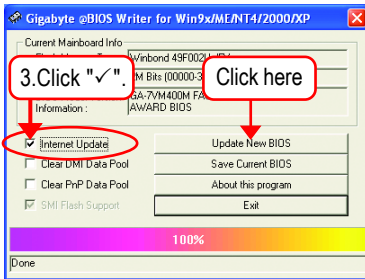 Gigabyte @BIOS Writer for Win9x/ME/NT4/2000/XP
Current Mainboard Info
Winbond 49F002U
3.Click "✓".
M Bits (00000-3
Click here
GA-7VM400M FA
Information :
AWARD BIOS
Internet Update
Update New BIOS
Clear DMI Data Pool
Save Current BIOS
Clear PnP Data Pool
About this program
SMI Flash Support
Exit
100%
Done